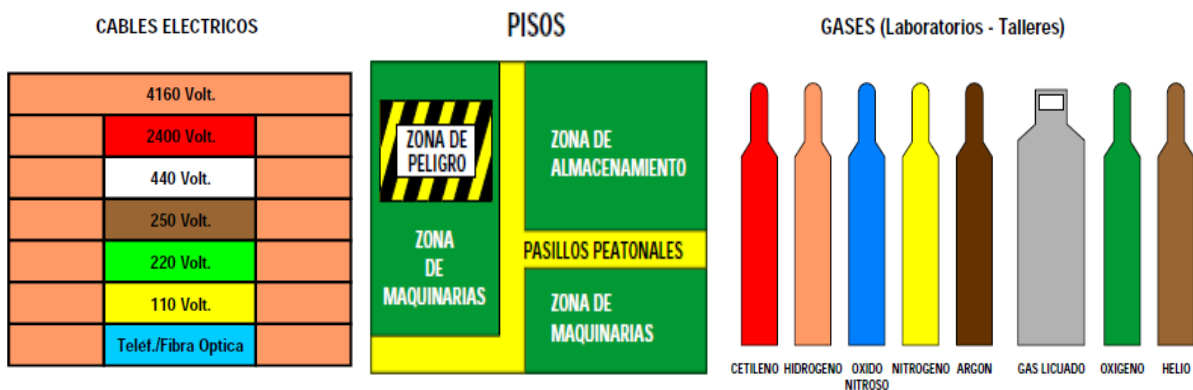 CABLES ELECTRICOS
4160 Volt.
2400 Volt.
440 Volt.
250 Volt.
220 Volt.
110 Volt.
Teléf./Fibra Optica
PISOS
ZONA DE
PELIGRO
ZONA
DE
MAQUINARIAS
ZONA DE
ALMACENAMIENTO
PASILLOS PEATONALES
ZONA DE
MAQUINARIAS
GASES (Laboratorios - Talleres)
CETILENO
HIDROGENO
OXIDO
NITROSO
NITROGENO
ARGON
GAS LICUADO
OXIGENO
HELIO